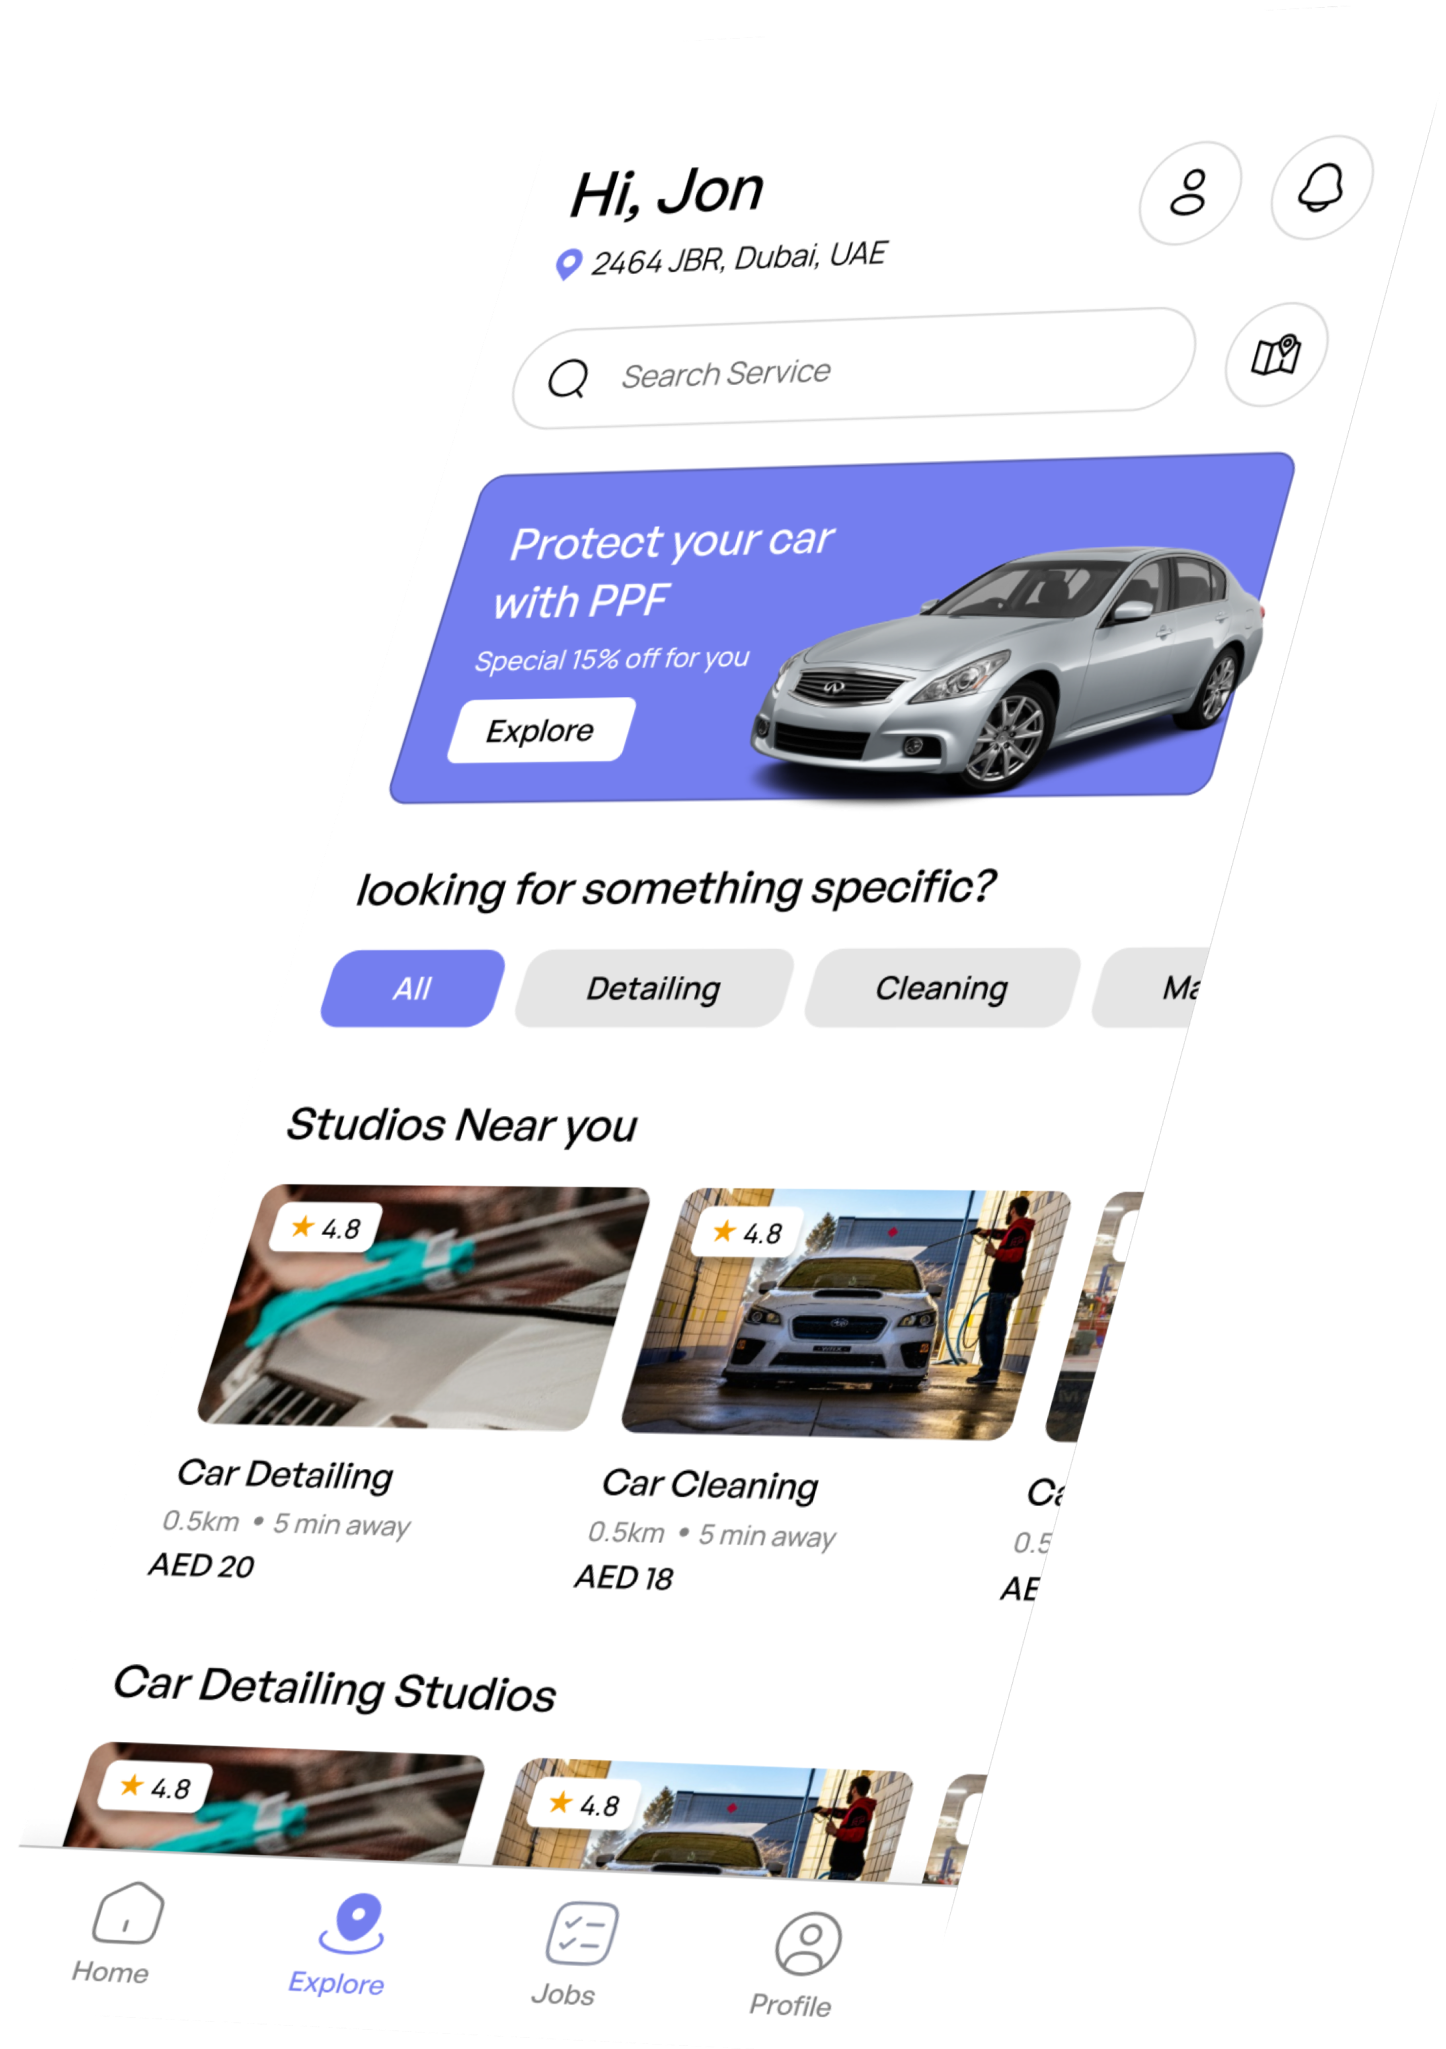 Hi, Jon
2464 JBR, Dubai, UAE
Search Service
Protect your car
with PPF
Special 15% off for you
Explore
looking for something specific?
All Detailing Cleaning Ma
Studios Near you
4.8 4.8
Car Detailing Car Cleaning Ca
0.5km • 5 min away 0.5km • 5 min away 0.5
AED 20 AED 18 AE
Car Detailing Studios
4.8 4.8
Home Explore Jobs Profile